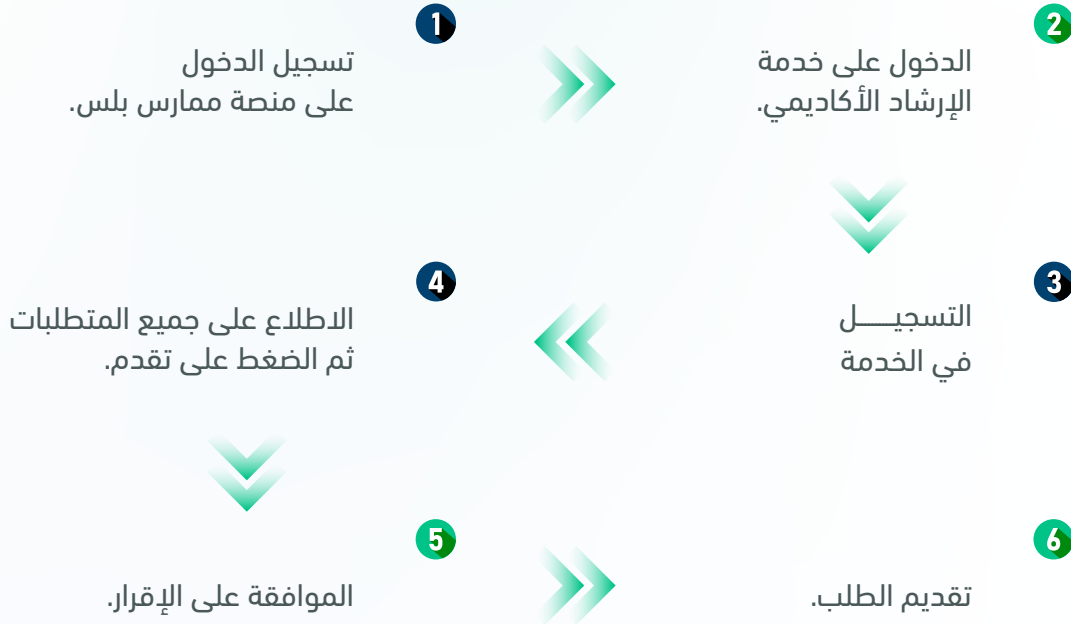 1
تسجيل الدخول
على منصة ممارس بلس.
2
الدخول على خدمة
الإرشاد الأكاديمي.
3
التسجيـــــل
في الخدمة
4
الاطلاع على جميع المتطلبات
ثم الضغط على تقدم.
5
الموافقة على الإقرار.
6
تقديم الطلب.